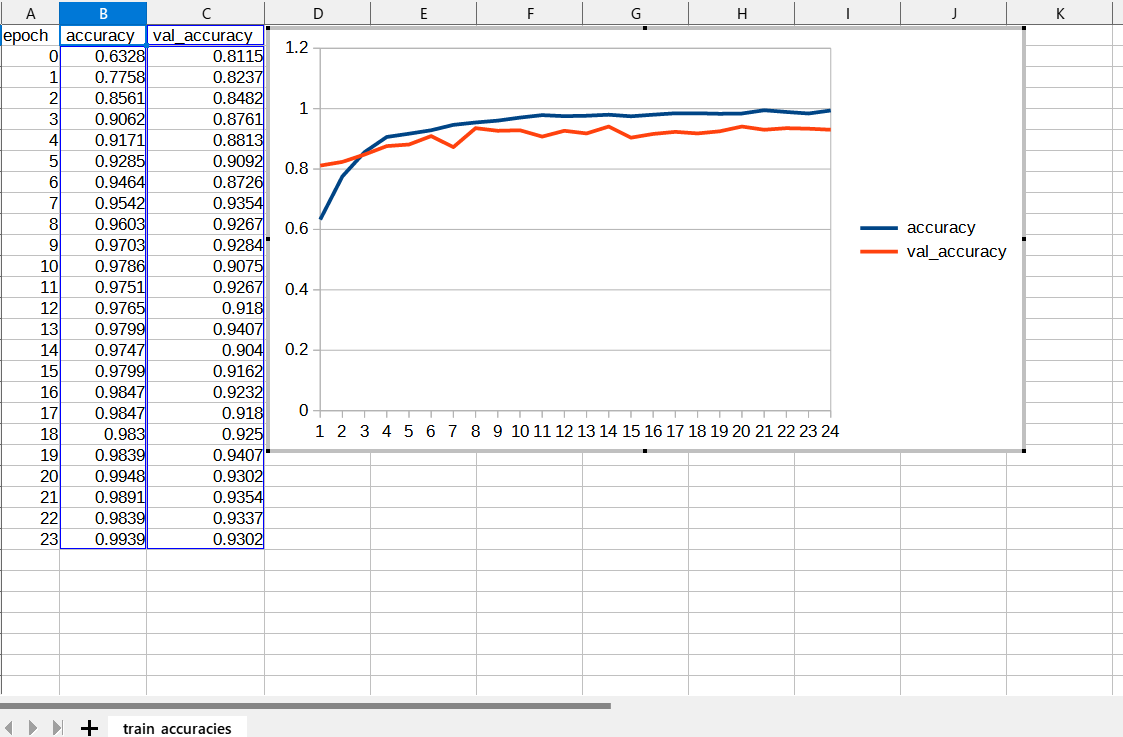 A B C D E F G H I J K
epoch accuracy val_accuracy
0 0.6328 0.8115
1 0.7758 0.8237
2 0.8561 0.8482
3 0.9062 0.8761
4 0.9171 0.8813
5 0.9285 0.9092
6 0.9464 0.8726
7 0.9542 0.9354
8 0.9603 0.9267
9 0.9703 0.9284
10 0.9786 0.9075
11 0.9751 0.9267
12 0.9765 0.918
13 0.9799 0.9407
14 0.9747 0.904
15 0.9799 0.9162
16 0.9847 0.9232
17 0.9847 0.918
18 0.983 0.925
19 0.9839 0.9407
20 0.9948 0.9302
21 0.9891 0.9354
22 0.9839 0.9337
23 0.9939 0.9302
1.2
1
0.8
0.6
0.4
0.2
0
1 2 3 4 5 6 7 8 9 10 11 12 13 14 15 16 17 18 19 20 21 22 23 24
accuracy
val_accuracy
train_accuracies